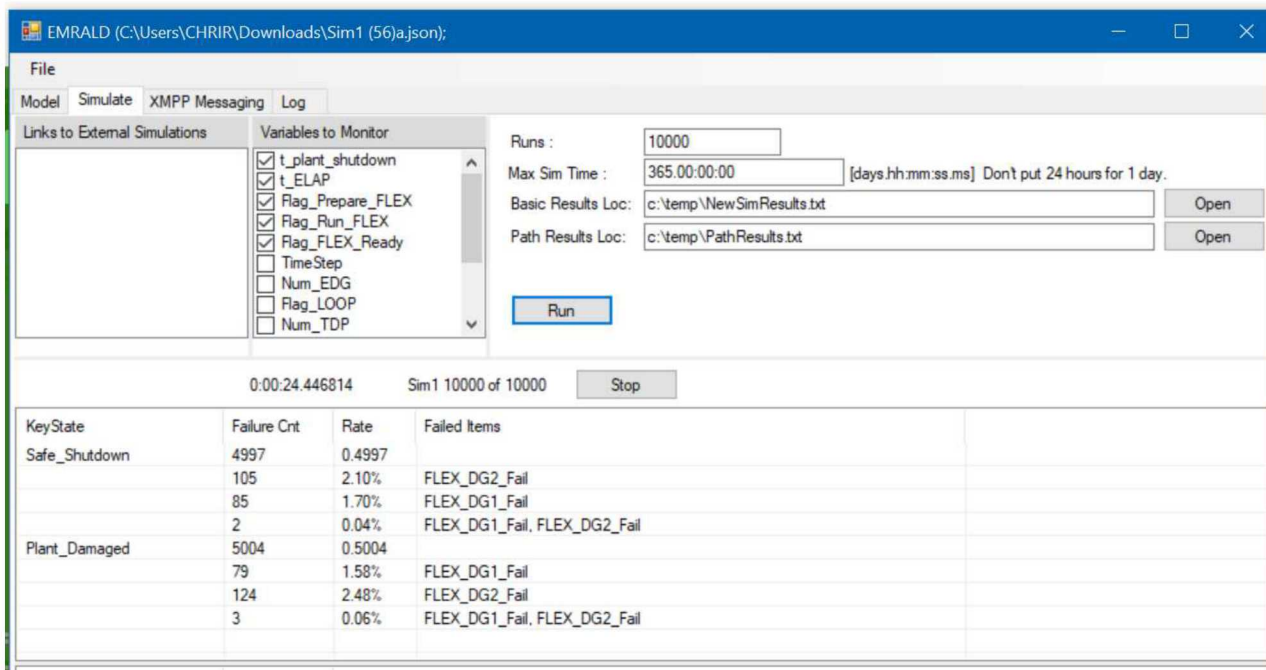 EMRALD (C:\Users\CHRIR\Downloads\Sim1 (56)a.json);
File
Model Simulate XMPP Messaging Log
Links to External Simulations
Variables to Monitor
t_plant_shutdown
t_ELAP
Flag_Prepare_FLEX
Flag_Run_FLEX
Flag_FLEX_Ready
TimeStep
Num_EDG
Flag_LOOP
Num_TDP
Runs : 10000
Max Sim Time : 365.00:00:00 [days.hh:mm:ss.ms] Don't put 24 hours for 1 day.
Basic Results Loc: c:\temp\NewSimResults.txt Open
Path Results Loc: c:\temp\PathResults.txt Open
Run
0:00:24.446814 Sim1 10000 of 10000 Stop
KeyState Failure Cnt Rate Failed Items
Safe_Shutdown 4997 0.4997
105 2.10% FLEX_DG2_Fail
85 1.70% FLEX_DG1_Fail
2 0.04% FLEX_DG1_Fail, FLEX_DG2_Fail
Plant_Damaged 5004 0.5004
79 1.58% FLEX_DG1_Fail
124 2.48% FLEX_DG2_Fail
3 0.06% FLEX_DG1_Fail, FLEX_DG2_Fail